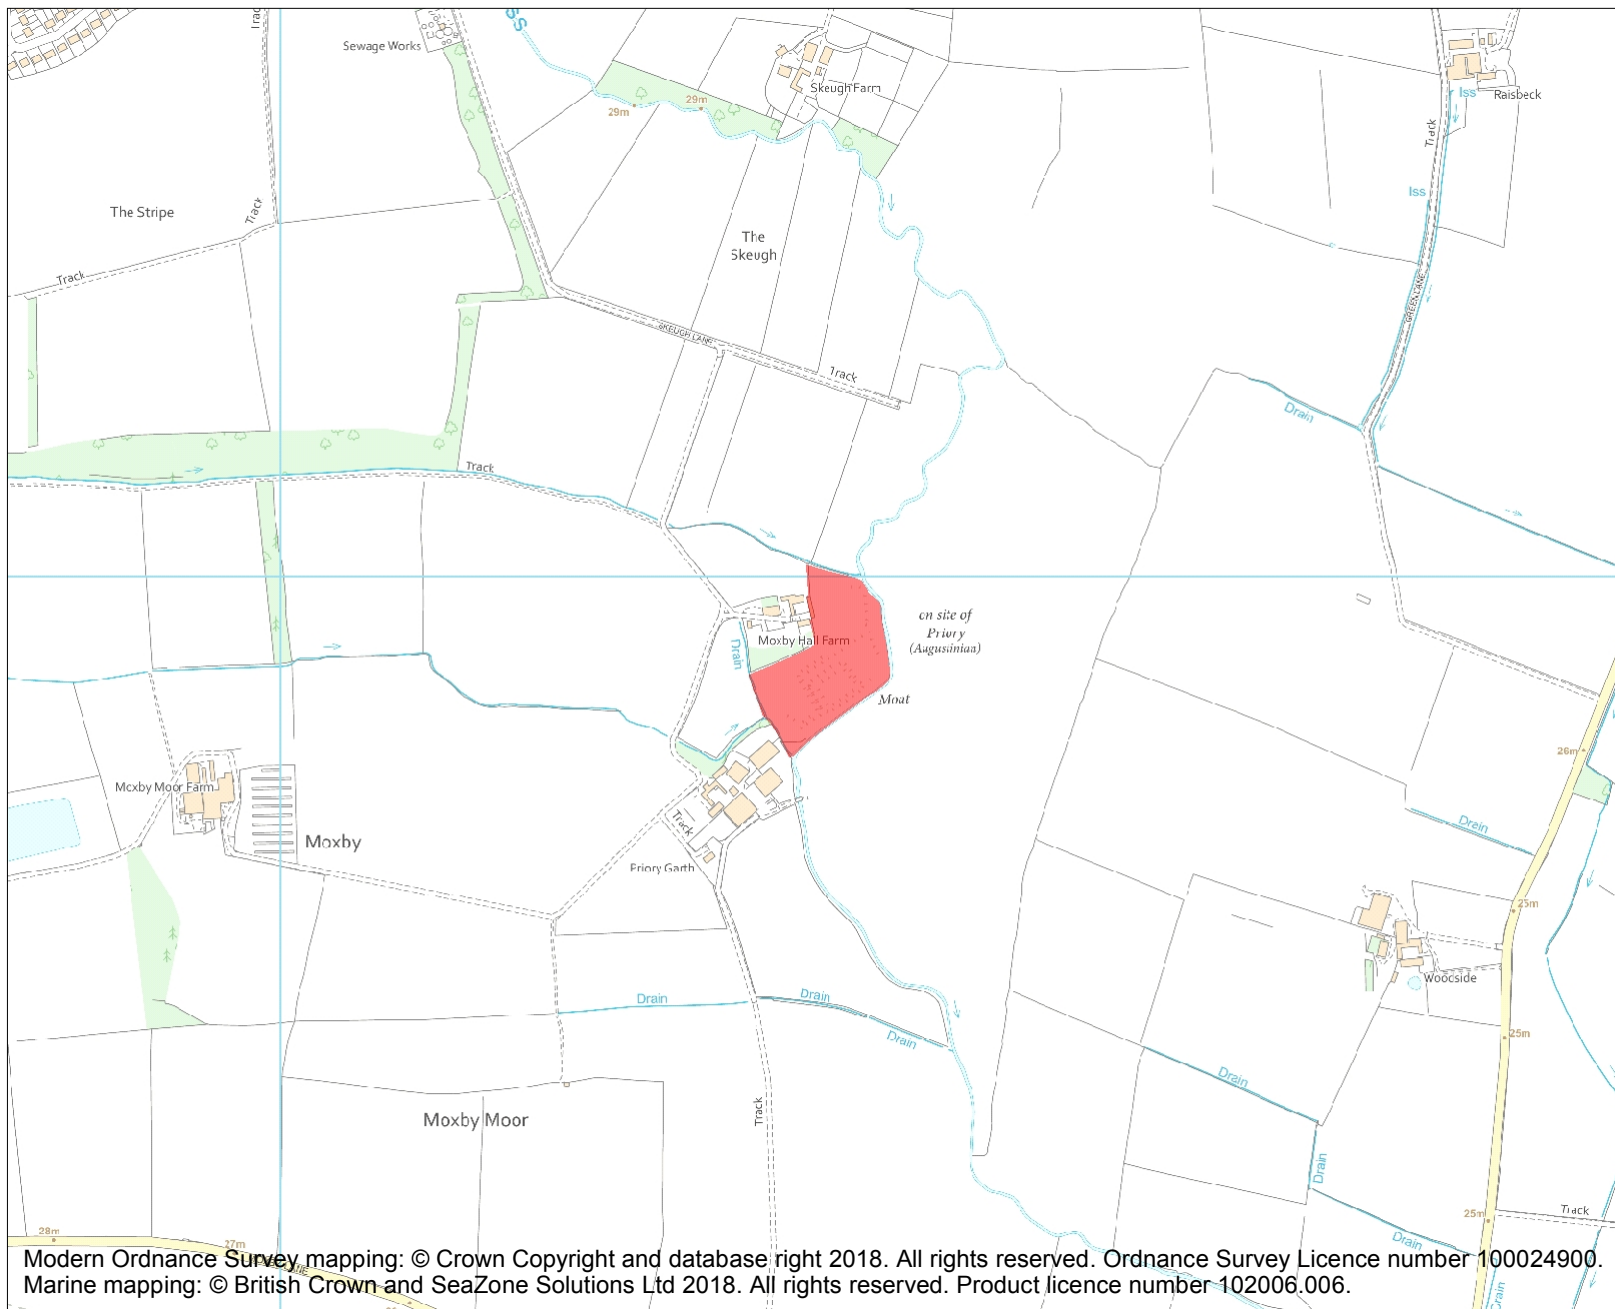 Track
Sewage Works
29m
29m
Skeugh Farm
Iss
Raisbeck
Track
Iss
The Stripe
Track
Track
The
Skeugh
GREEN LANE
SKEUGH LANE
Track
Drain
Track
on site of
Priory
(Augusinian)
Drain
Moxby Hall Farm
Moat
26m
Moxby Moor Farm
Moxby
Track
Drain
Priory Garth
25m
Woodside
Drain
Drain
Drain
25m
Drain
Moxby Moor
Track
Drain
Track
25m
28m
27m
Drain
Modern Ordnance Survey mapping: © Crown Copyright and database right 2018. All rights reserved. Ordnance Survey Licence number 100024900.
Marine mapping: © British Crown and SeaZone Solutions Ltd 2018. All rights reserved. Product licence number 102006.006.
Drain